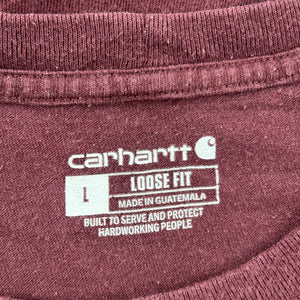 carhartt
L LOOSE FIT
MADE IN GUATEMALA
BUILT TO SERVE AND PROTECT
HARDWORKING PEOPLE